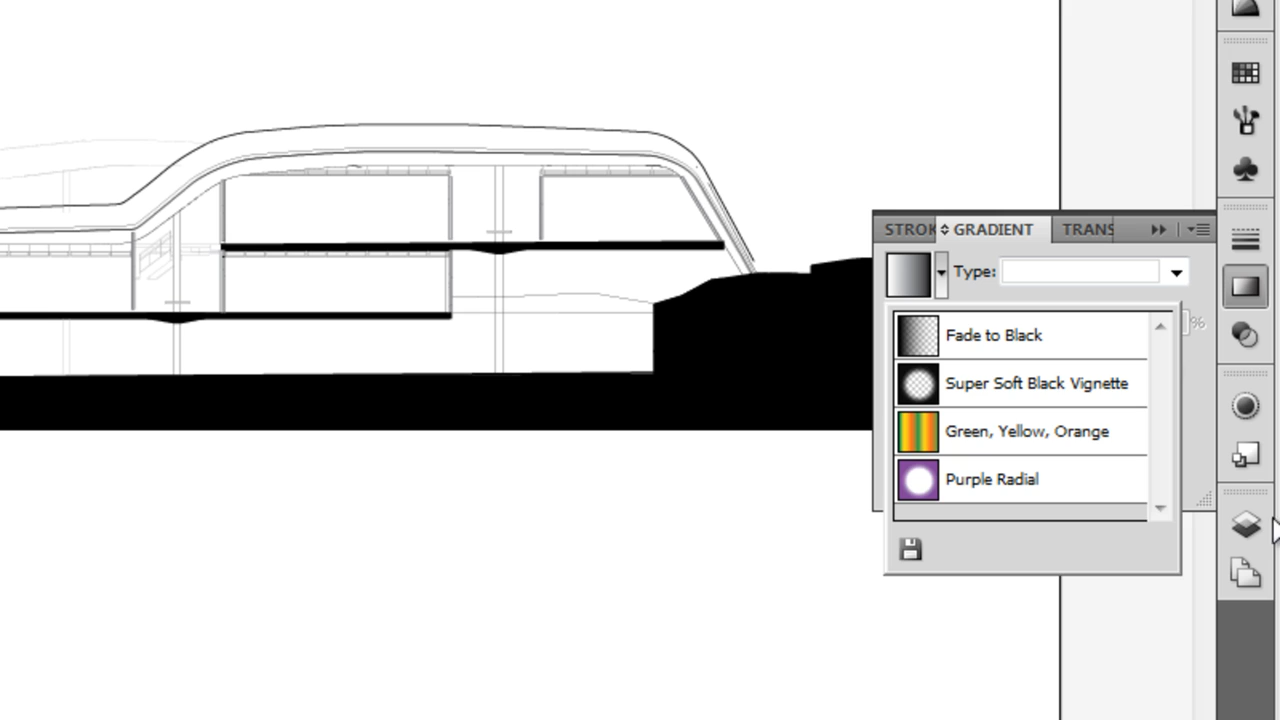 STROK GRADIENT TRANS
Type:
%
Fade to Black
Super Soft Black Vignette
Green, Yellow, Orange
Purple Radial